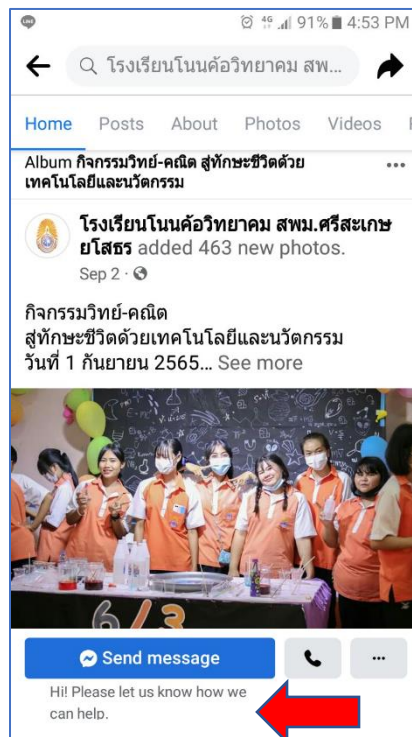 LINE
4G 91% 4:53 PM
โรงเรียนโนนค้อวิทยาคม สพ...
Home Posts About Photos Videos
Album กิจกรรมวิทย์-คณิต สู่ทักษะชีวิตด้วย
เทคโนโลยีและนวัตกรรม
โรงเรียนโนนค้อวิทยาคม สพม.ศรีสะเกษ
ยโสธร added 463 new photos.
Sep 2 ·
กิจกรรมวิทย์-คณิต
สู่ทักษะชีวิตด้วยเทคโนโลยีและนวัตกรรม
วันที่ 1 กันยายน 2565... See more
6/3
Send message
Hi! Please let us know how we
can help.